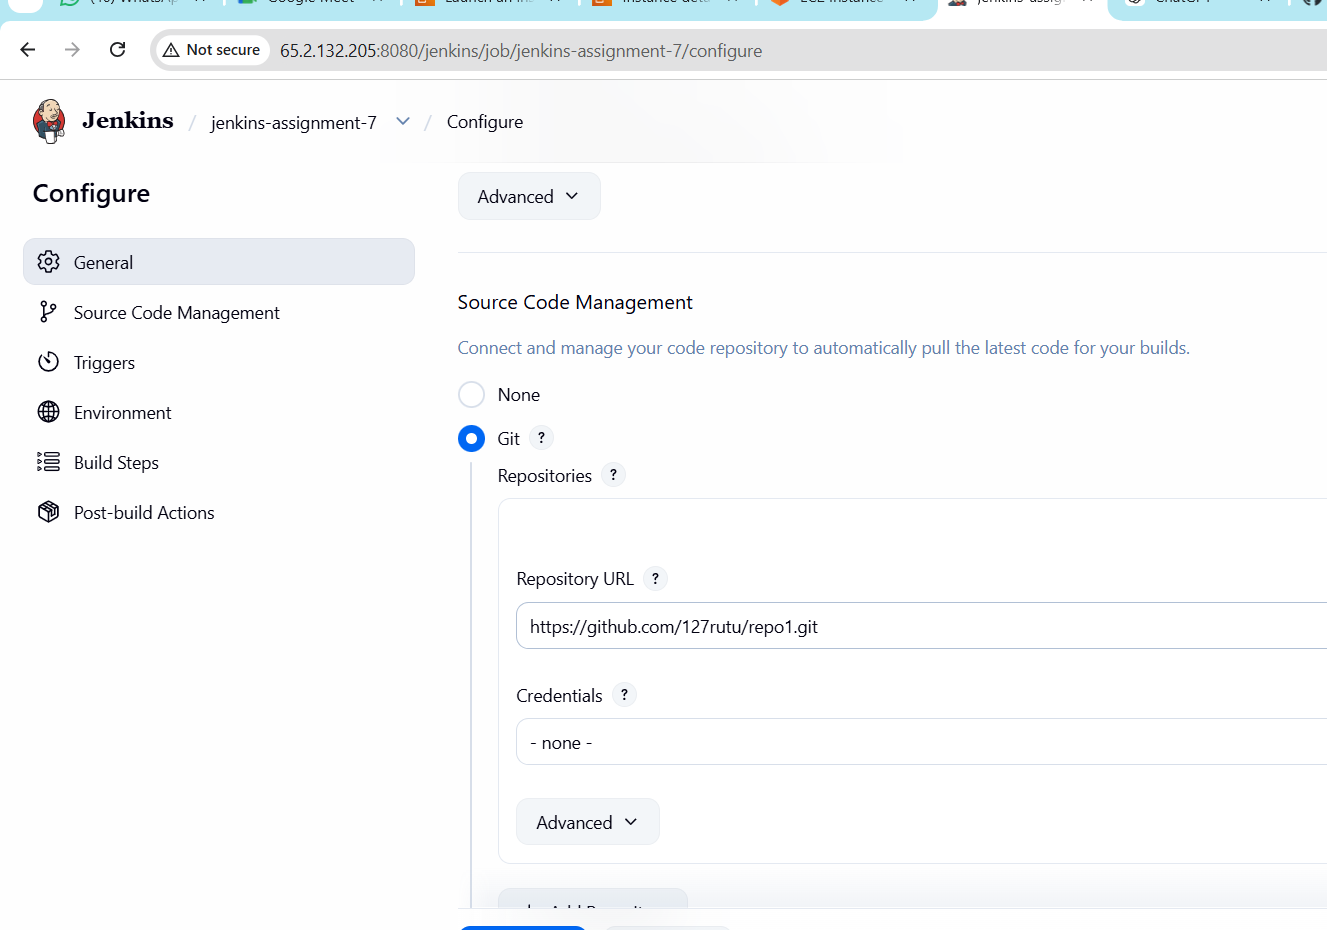 Google Meet
ChatGPT
Not secure
65.2.132.205:8080/jenkins/job/jenkins-assignment-7/configure
Jenkins / jenkins-assignment-7 / Configure
Configure
General
Source Code Management
Triggers
Environment
Build Steps
Post-build Actions
Advanced
Source Code Management
Connect and manage your code repository to automatically pull the latest code for your builds.
None
Git ?
Repositories ?
Repository URL ?
https://github.com/127rutu/repo1.git
Credentials ?
- none -
Advanced